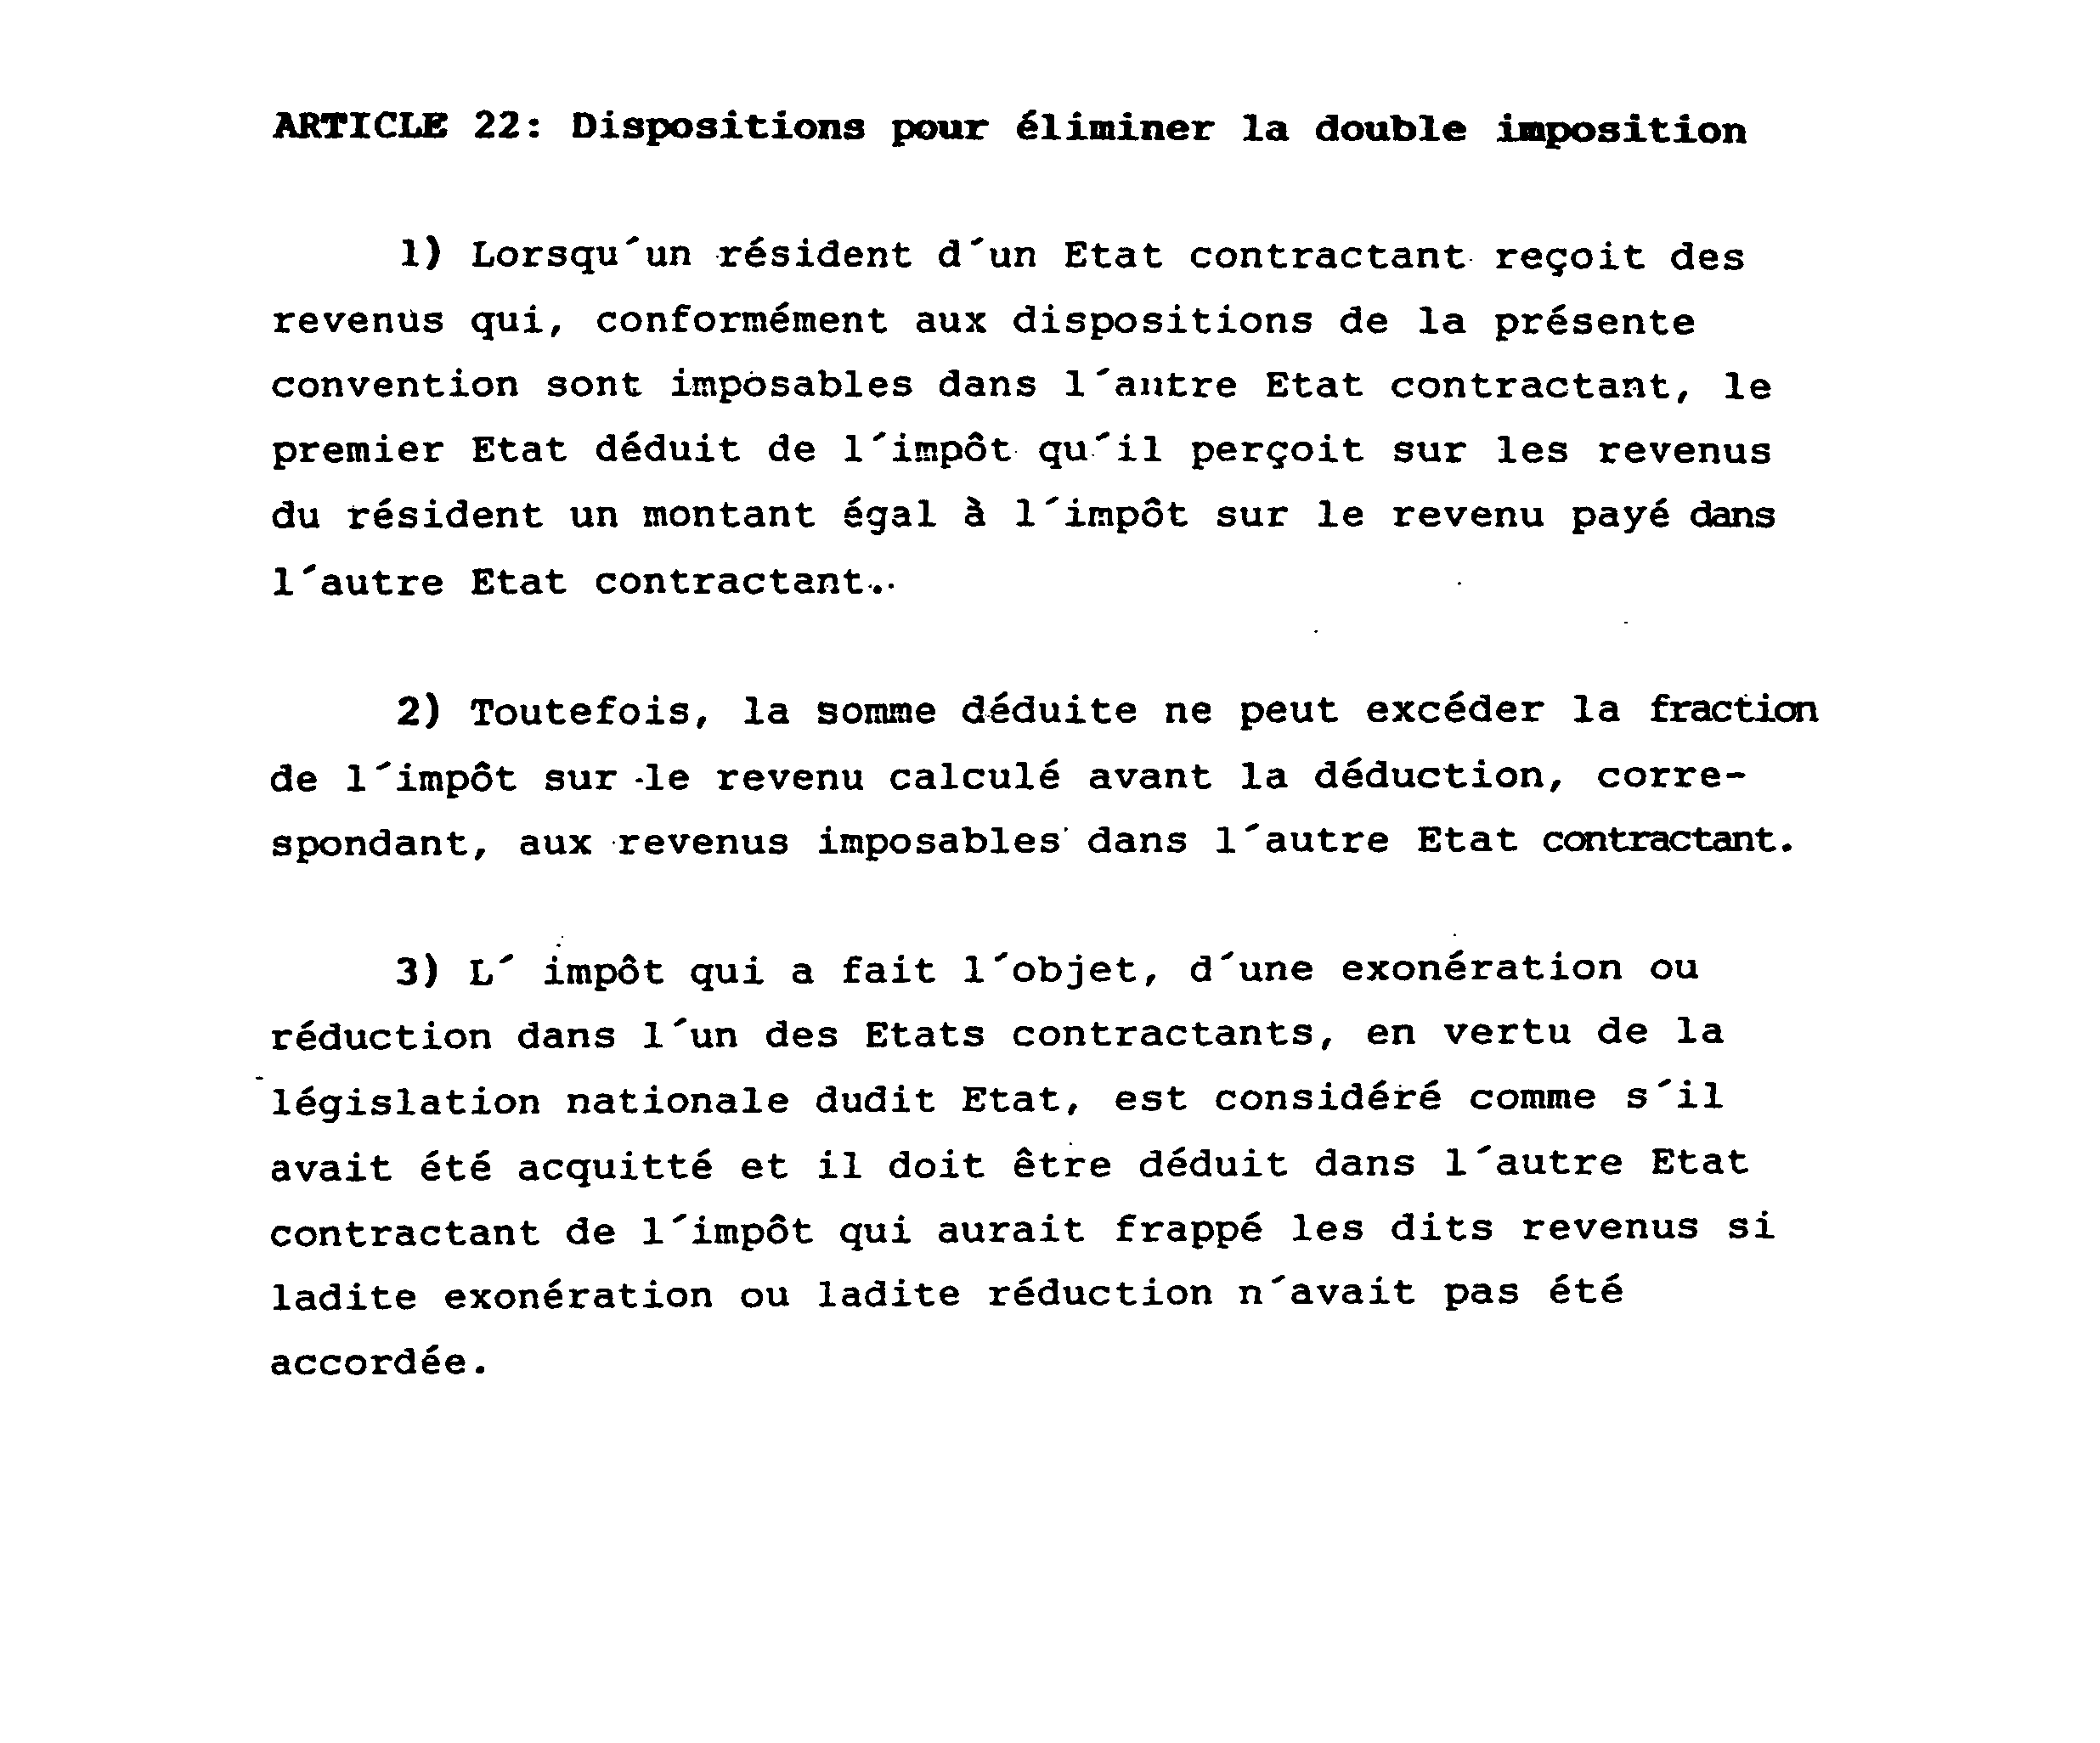 ARTICLE 22: Dispositions pour éliminer la double imposition
1) Lorsqu´un résident d´un Etat contractant reçoit des
revenus qui, conformément aux dispositions de la présente
convention sont imposables dans l´autre Etat contractant, le
premier Etat déduit de l´impôt qu´il perçoit sur les revenus
du résident un montant égal à l´impôt sur le revenu payé dans
l´autre Etat contractant.
2) Toutefois, la somme déduite ne peut excéder la fraction
de l´impôt sur le revenu calculé avant la déduction, corre-
spondant, aux revenus imposables dans l´autre Etat contractant.
3) L´ impôt qui a fait l´objet, d´une exonération ou
réduction dans l´un des Etats contractants, en vertu de la
législation nationale dudit Etat, est considéré comme s´il
avait été acquitté et il doit être déduit dans l´autre Etat
contractant de l´impôt qui aurait frappé les dits revenus si
ladite exonération ou ladite réduction n´avait pas été
accordée.